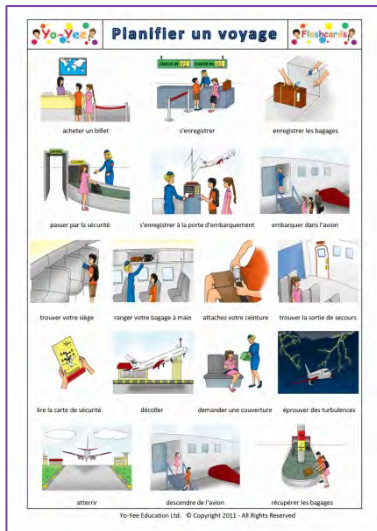 Yo-Yee
Planifier un voyage
Flashcards
acheter un billet
s'enregistrer
enregistrer les bagages
passer par la sécurité
s'enregistrer à la porte d'embarquement
embarquer dans l'avion
trouver votre siège
ranger votre bagage à main
attachez votre ceinture
trouver la sortie de secours
lire la carte de sécurité
décoller
demander une couverture
éprouver des turbulences
atterrir
descendre de l'avion
récupérer les bagages
Yo-Yee Education Ltd. © Copyright 2011 - All Rights Reserved